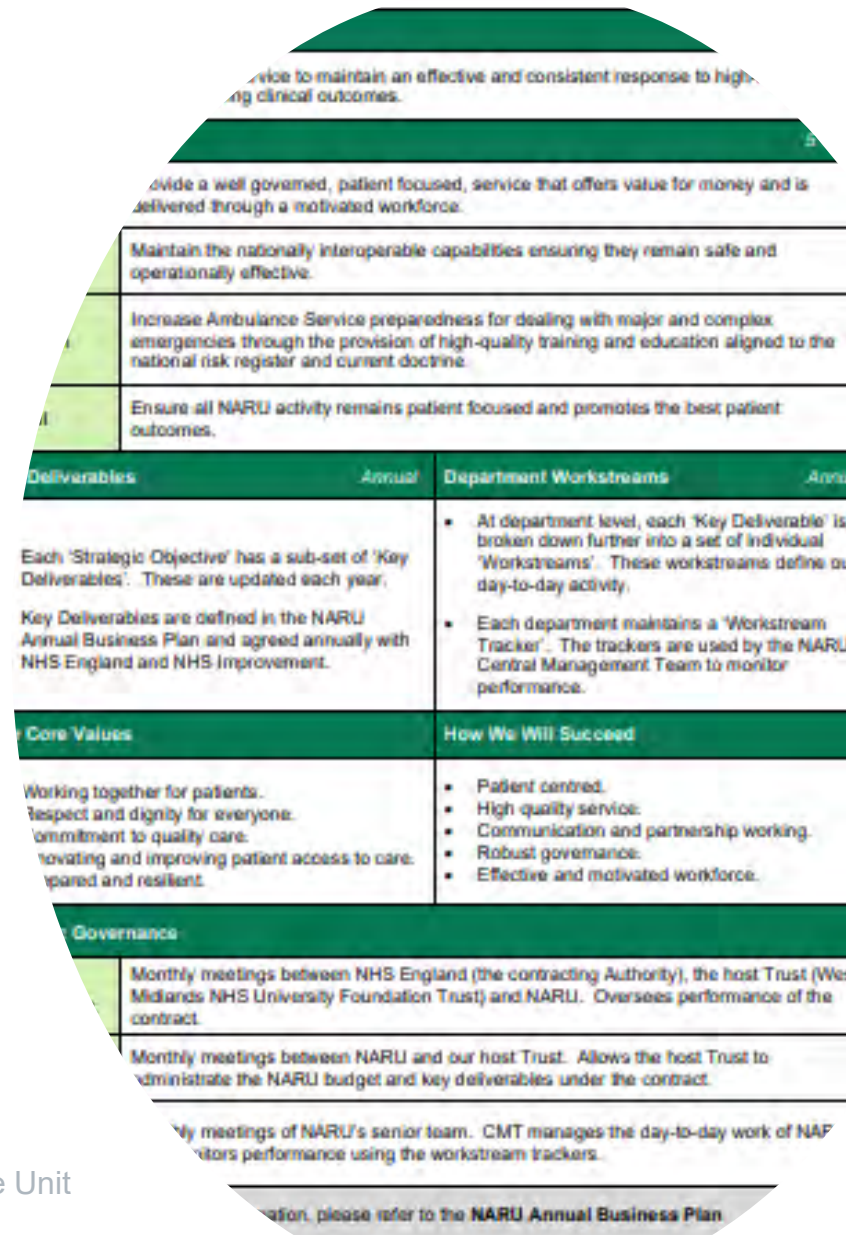 to maintain an effective and consistent response to
clinical outcomes.
a well governed, patient focused, service that offers value for money and is
delivered through a motivated workforce.
Maintain the nationally interoperable capabilities ensuring they remain safe and
operationally effective.
Increase Ambulance Service preparedness for dealing with major and complex
emergencies through the provision of high-quality training and education aligned to the
national risk register and current doctrine.
Ensure all NARU activity remains patient focused and promotes the best patient
outcomes.
Deliverables Annual
Department Workstreams
Each 'Strategic Objective' has a sub-set of 'Key
Deliverables'. These are updated each year.
Key Deliverables are defined in the NARU
Annual Business Plan and agreed annually with
NHS England and NHS Improvement.
• At department level, each 'Key Deliverable' is
broken down further into a set of individual
'Workstreams'. These workstreams define
day-to-day activity.
• Each department maintains a 'Workstream
Tracker'. The trackers are used by the NARU
Central Management Team to monitor
performance.
Core Values
How We Will Succeed
Working together for patients.
Respect and dignity for everyone.
ommitment to quality care.
novating and improving patient access to care.
epared and resilient.
• Patient centred.
• High quality service.
• Communication and partnership working.
• Robust governance.
• Effective and motivated workforce.
Governance
Monthly meetings between NHS England (the contracting Authority), the host Trust (Wes
Midlands NHS University Foundation Trust) and NARU. Oversees performance of the
contract.
Monthly meetings between NARU and our host Trust. Allows the host Trust to
administrate the NARU budget and key deliverables under the contract.
meetings of NARU's senior team. CMT manages the day-to-day work of
performance using the workstream trackers.
please refer to the NARU Annual Business Plan
Unit